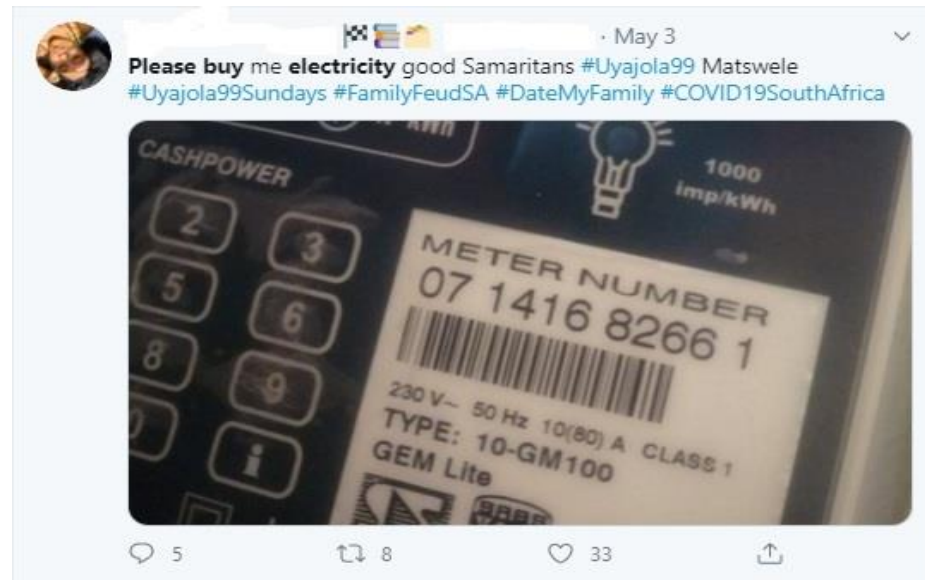 · May 3
Please buy me electricity good Samaritans #Uyajola99 Matswele
#Uyajola99Sundays #FamilyFeudSA #DateMyFamily #COVID19SouthAfrica
kWh
CASHPOWER
1000
imp/kWh
2
3
5
6
8
9
0
i
METER NUMBER
07 1416 8266 1
230 V~ 50 Hz 10(80) A CLASS 1
TYPE: 10-GM100
GEM Lite
5
8
33